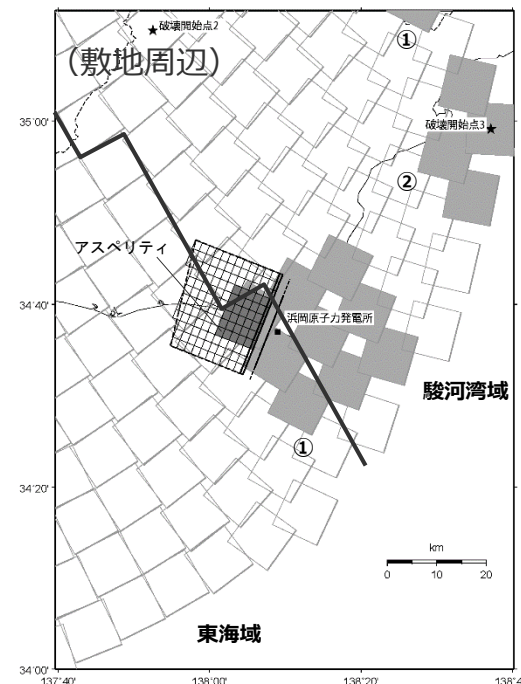 破壊開始点2
①
（敷地周辺）
35°00'
破壊開始点3
②
アスペリティ
34°40'
浜岡原子力発電所
駿河湾域
①
34°20'
km
0 10 20
東海域
34°00'
137°40' 138°00' 138°20' 138°4